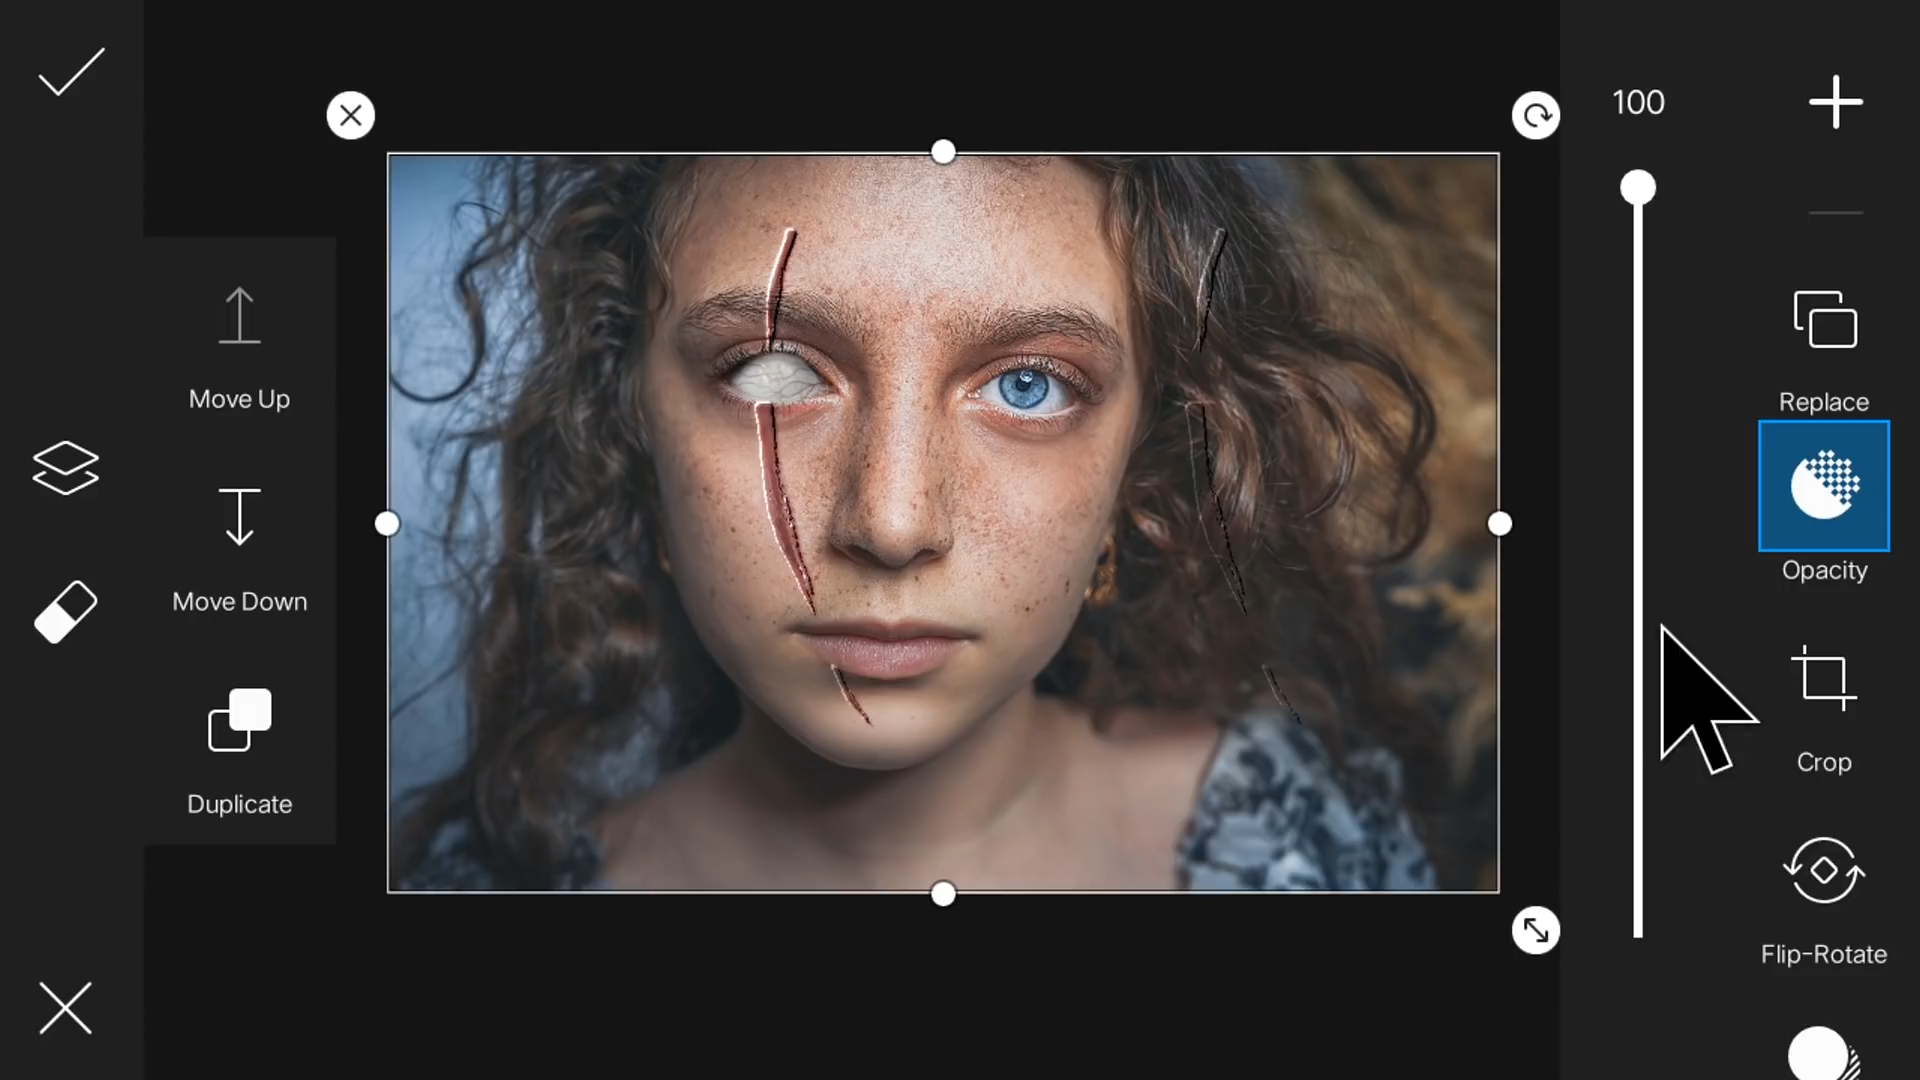 100
Move Up
Move Down
Duplicate
Replace
Opacity
Crop
Flip-Rotate